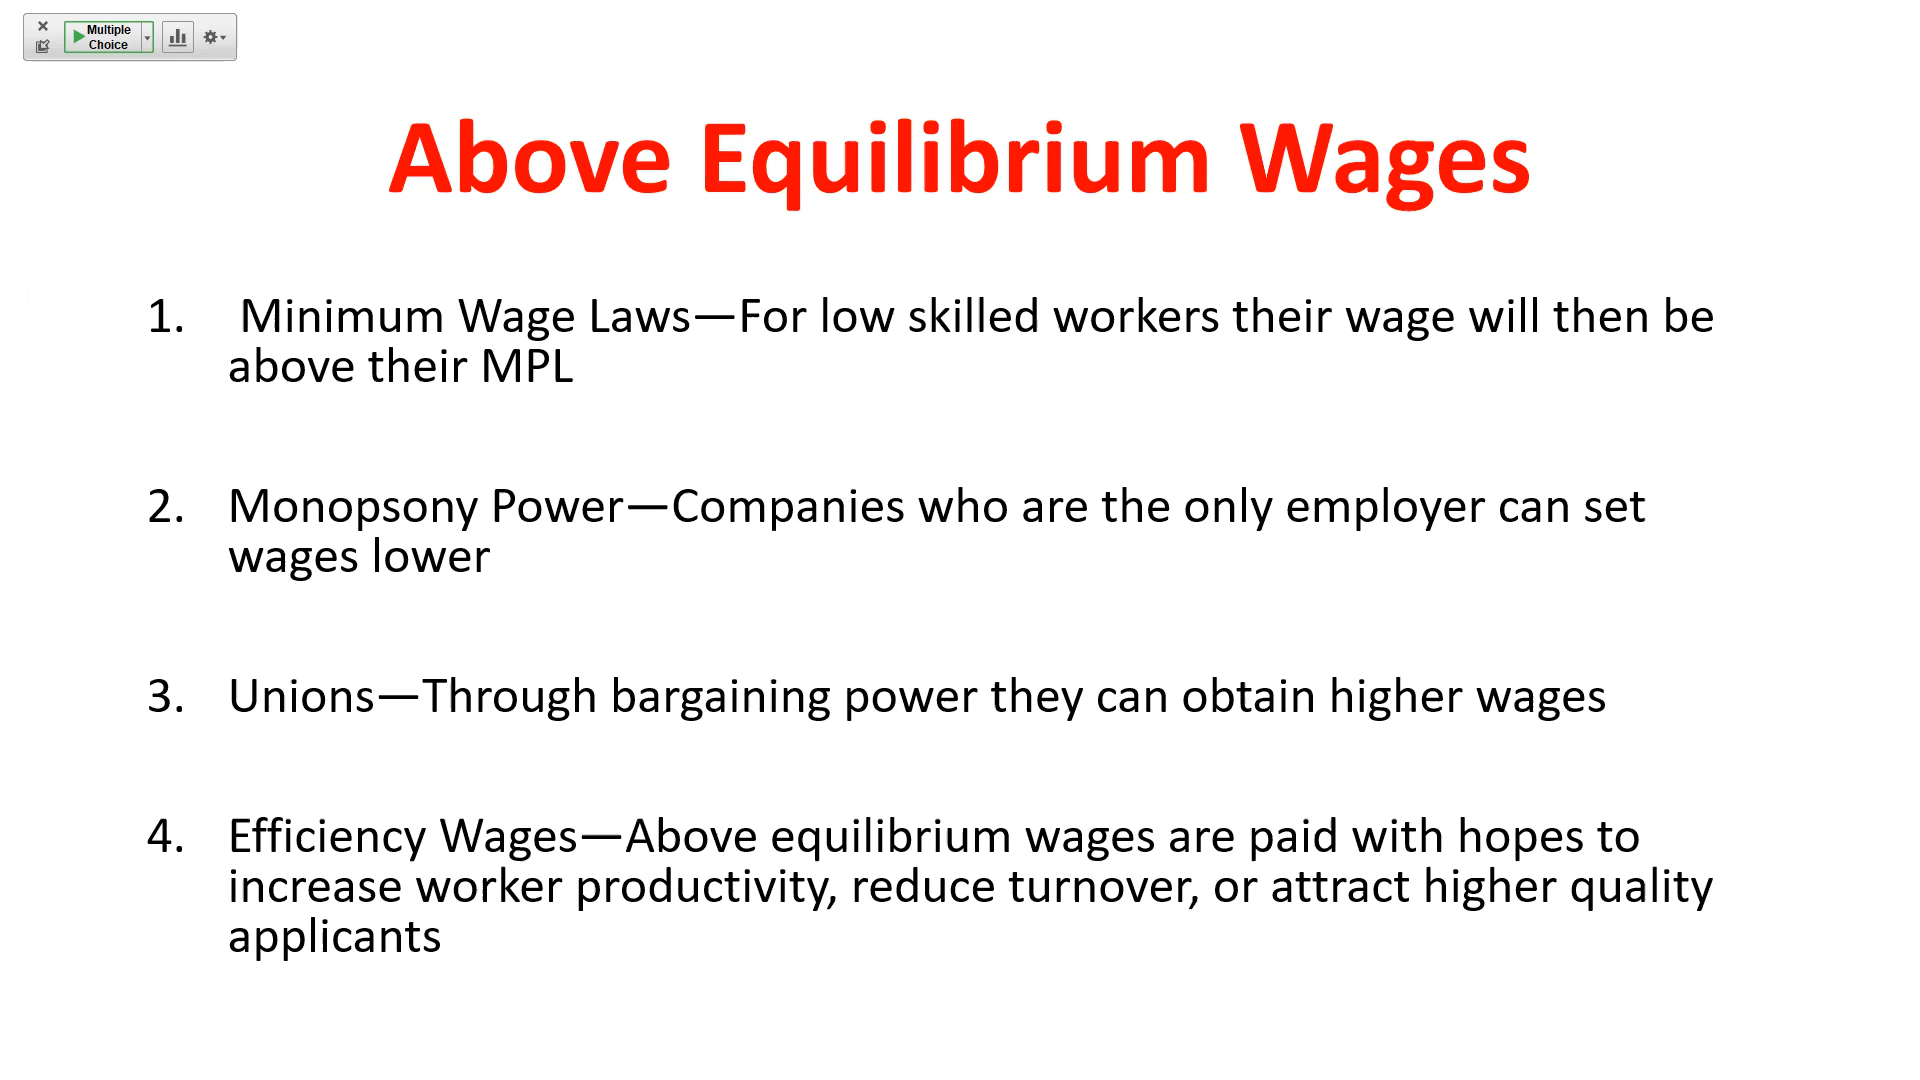 Multiple
Choice
Above Equilibrium Wages
1. Minimum Wage Laws—For low skilled workers their wage will then be
above their MPL
2. Monopsony Power—Companies who are the only employer can set
wages lower
3. Unions—Through bargaining power they can obtain higher wages
4. Efficiency Wages—Above equilibrium wages are paid with hopes to
increase worker productivity, reduce turnover, or attract higher quality
applicants